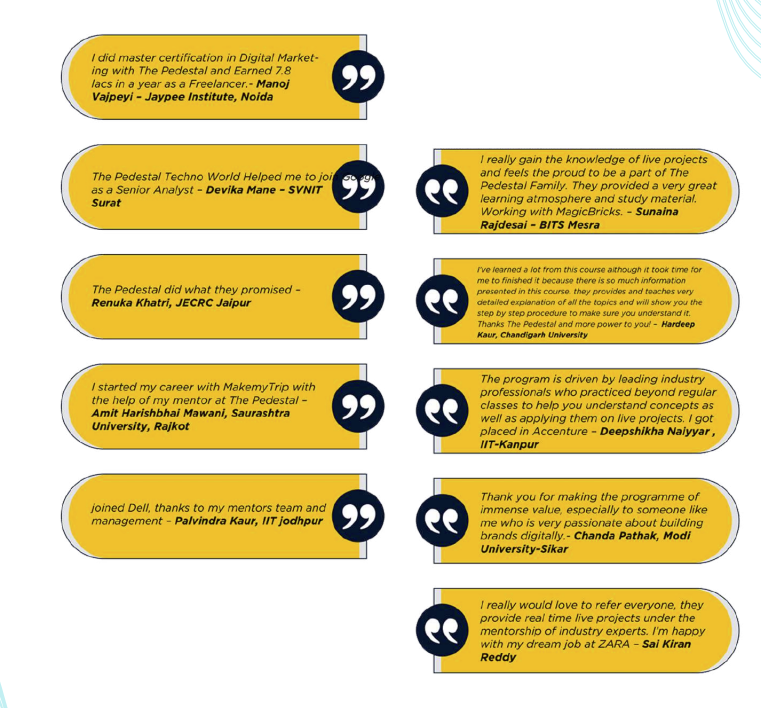 I did master certification in Digital Market-
ing with The Pedestal and Earned 7.8
lacs in a year as a Freelancer.- Manoj
Vajpeyi – Jaypee Institute, Noida
The Pedestal Techno World Helped me to join Google
as a Senior Analyst – Devika Mane – SVNIT
Surat
The Pedestal did what they promised –
Renuka Khatri, JECRC Jaipur
I started my career with MakemyTrip with
the help of my mentor at The Pedestal –
Amit Harishbhai Mawani, Saurashtra
University, Rajkot
joined Dell, thanks to my mentors team and
management – Palvindra Kaur, IIT jodhpur
I really gain the knowledge of live projects
and feels the proud to be a part of The
Pedestal Family. They provided a very great
learning atmosphere and study material.
Working with MagicBricks. – Sunaina
Rajdesai – BITS Mesra
I've learned a lot from this course although it took time for
me to finished it because there is so much information
presented in this course. they provides and teaches very
detailed explanation of all the topics and will show you the
step by step procedure to make sure you understand it.
Thanks The Pedestal and more power to you! – Hardeep
Kaur, Chandigarh University
The program is driven by leading industry
professionals who practiced beyond regular
classes to help you understand concepts as
well as applying them on live projects. I got
placed in Accenture – Deepshikha Naiyyar ,
IIT-Kanpur
Thank you for making the programme of
immense value, especially to someone like
me who is very passionate about building
brands digitally.- Chanda Pathak, Modi
University-Sikar
I really would love to refer everyone, they
provide real time live projects under the
mentorship of industry experts. I'm happy
with my dream job at ZARA – Sai Kiran
Reddy